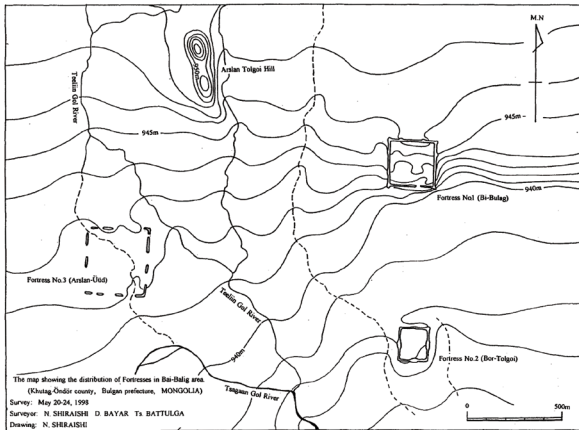 M.N
Arslan Tolgoi Hill
Tseliin Gol River
945m
945m
940m
Fortress No1 (Bi-Bulag)
Fortress No.3 (Arslan-Üüd)
Tseliin Gol River
940m
Fortress No.2 (Bor-Tolgoi)
Tsagaan Gol River
The map showing the distribution of Fortresses in Bai-Balig area.
(Khutag-Öndör county, Bulgan prefecture, MONGOLIA)
Survey: May 20-24, 1998
Surveyor: N. SHIRAISHI D. BAYAR Ts. BATTULGA
Drawing: N. SHIRAISHI
0 500m